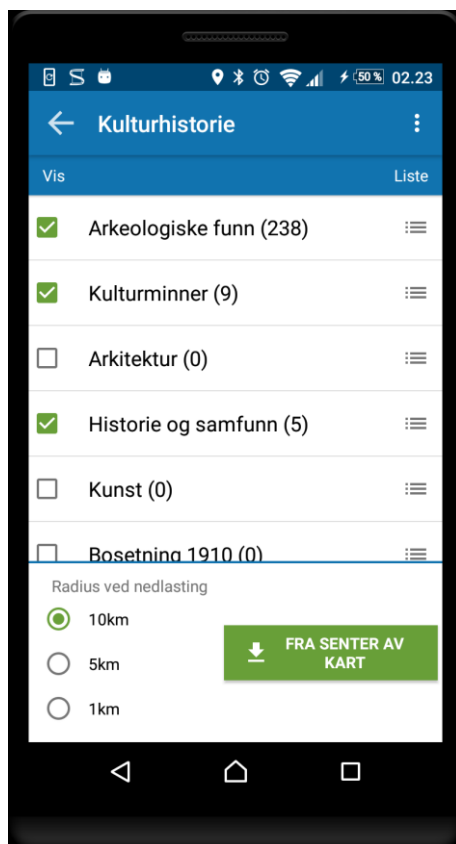 50 % 02.23
Kulturhistorie
Vis Liste
Arkeologiske funn (238)
Kulturminner (9)
Arkitektur (0)
Historie og samfunn (5)
Kunst (0)
Bosetning 1910 (0)
Radius ved nedlasting
10km
5km
1km
FRA SENTER AV
KART